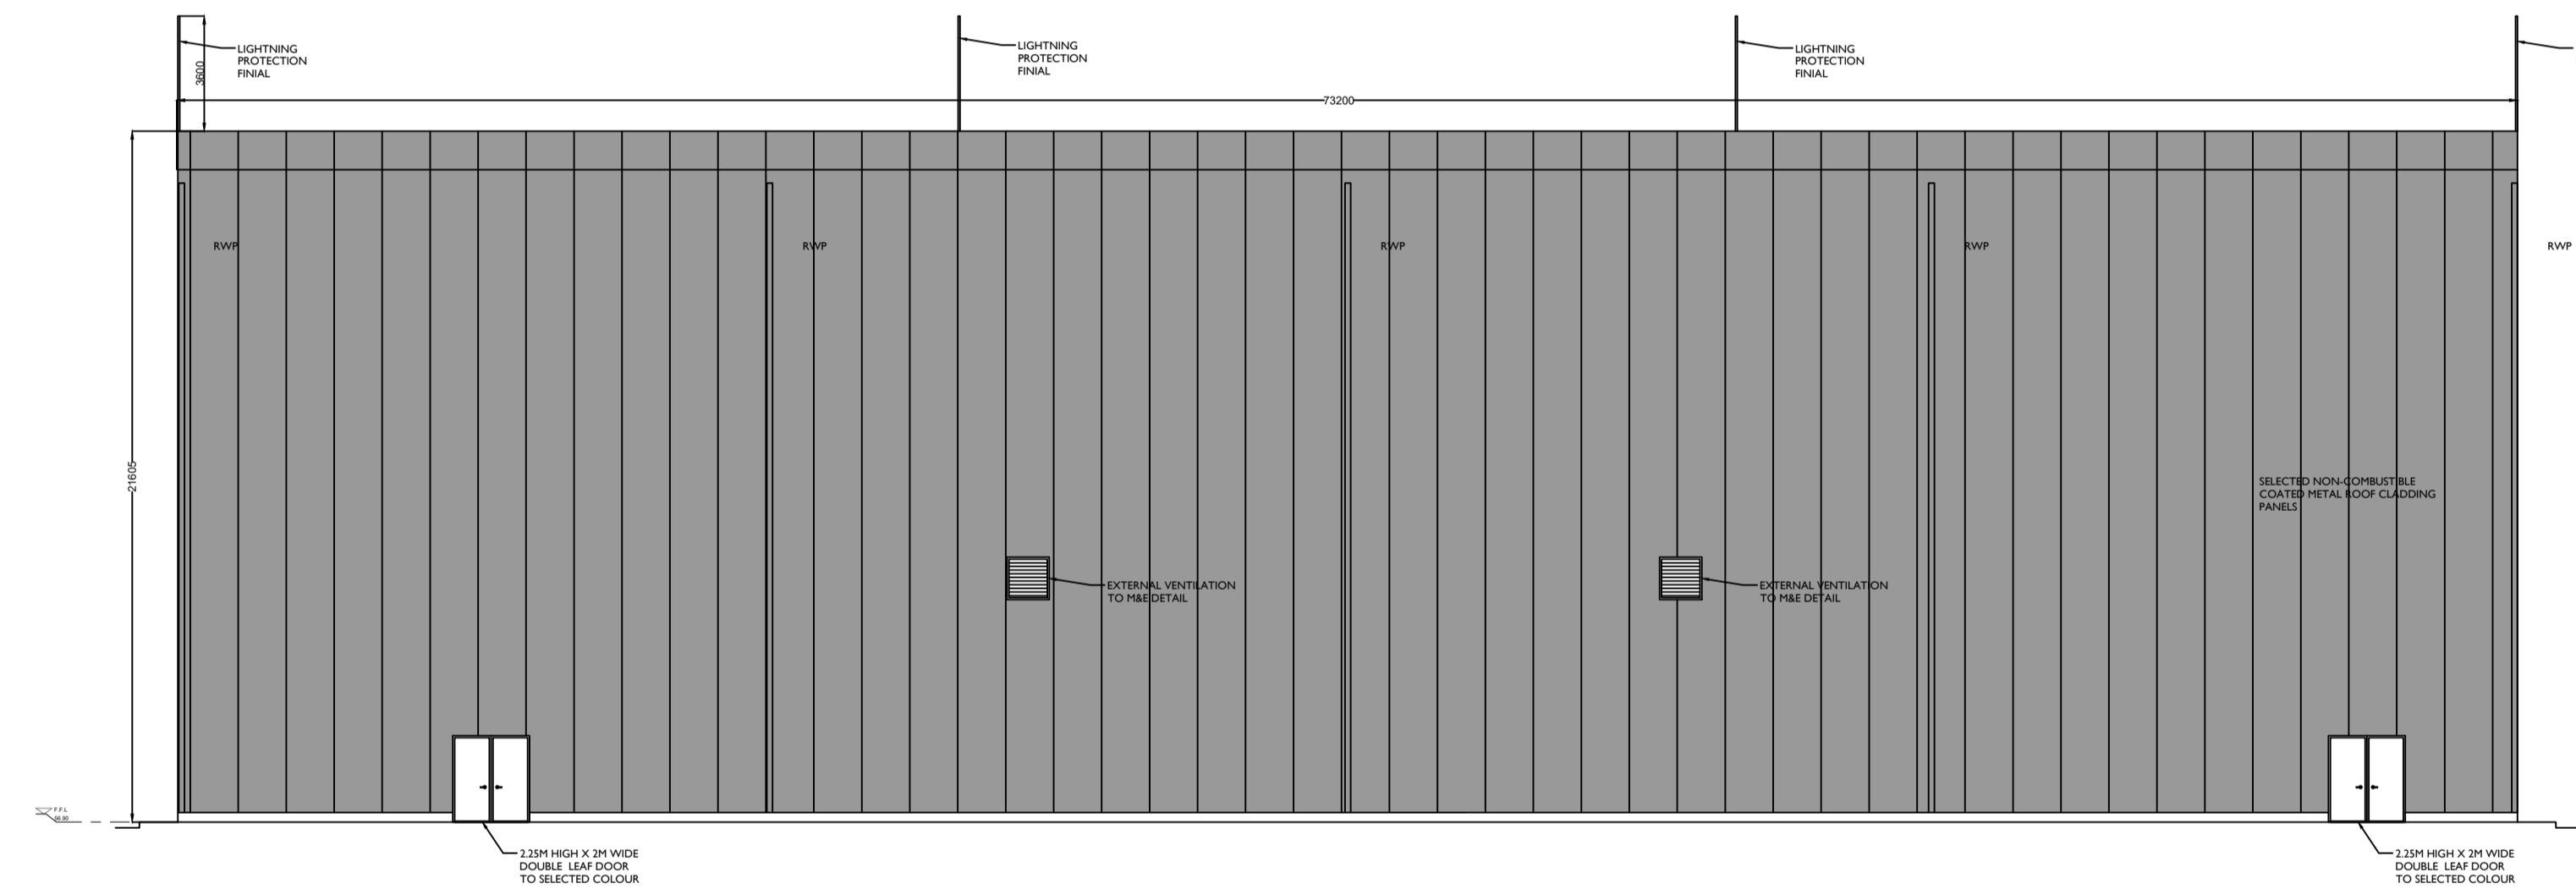 LIGHTNING
PROTECTION
FINIAL
3600
LIGHTNING
PROTECTION
FINIAL
LIGHTNING
PROTECTION
FINIAL
73200
RWP
RWP
RWP
RWP
RWP
21605
SELECTED NON-COMBUSTIBLE
COATED METAL ROOF CLADDING
PANELS
EXTERNAL VENTILATION
TO M&E DETAIL
EXTERNAL VENTILATION
TO M&E DETAIL
F.F.L
56.90
2.25M HIGH X 2M WIDE
DOUBLE LEAF DOOR
TO SELECTED COLOUR
2.25M HIGH X 2M WIDE
DOUBLE LEAF DOOR
TO SELECTED COLOUR